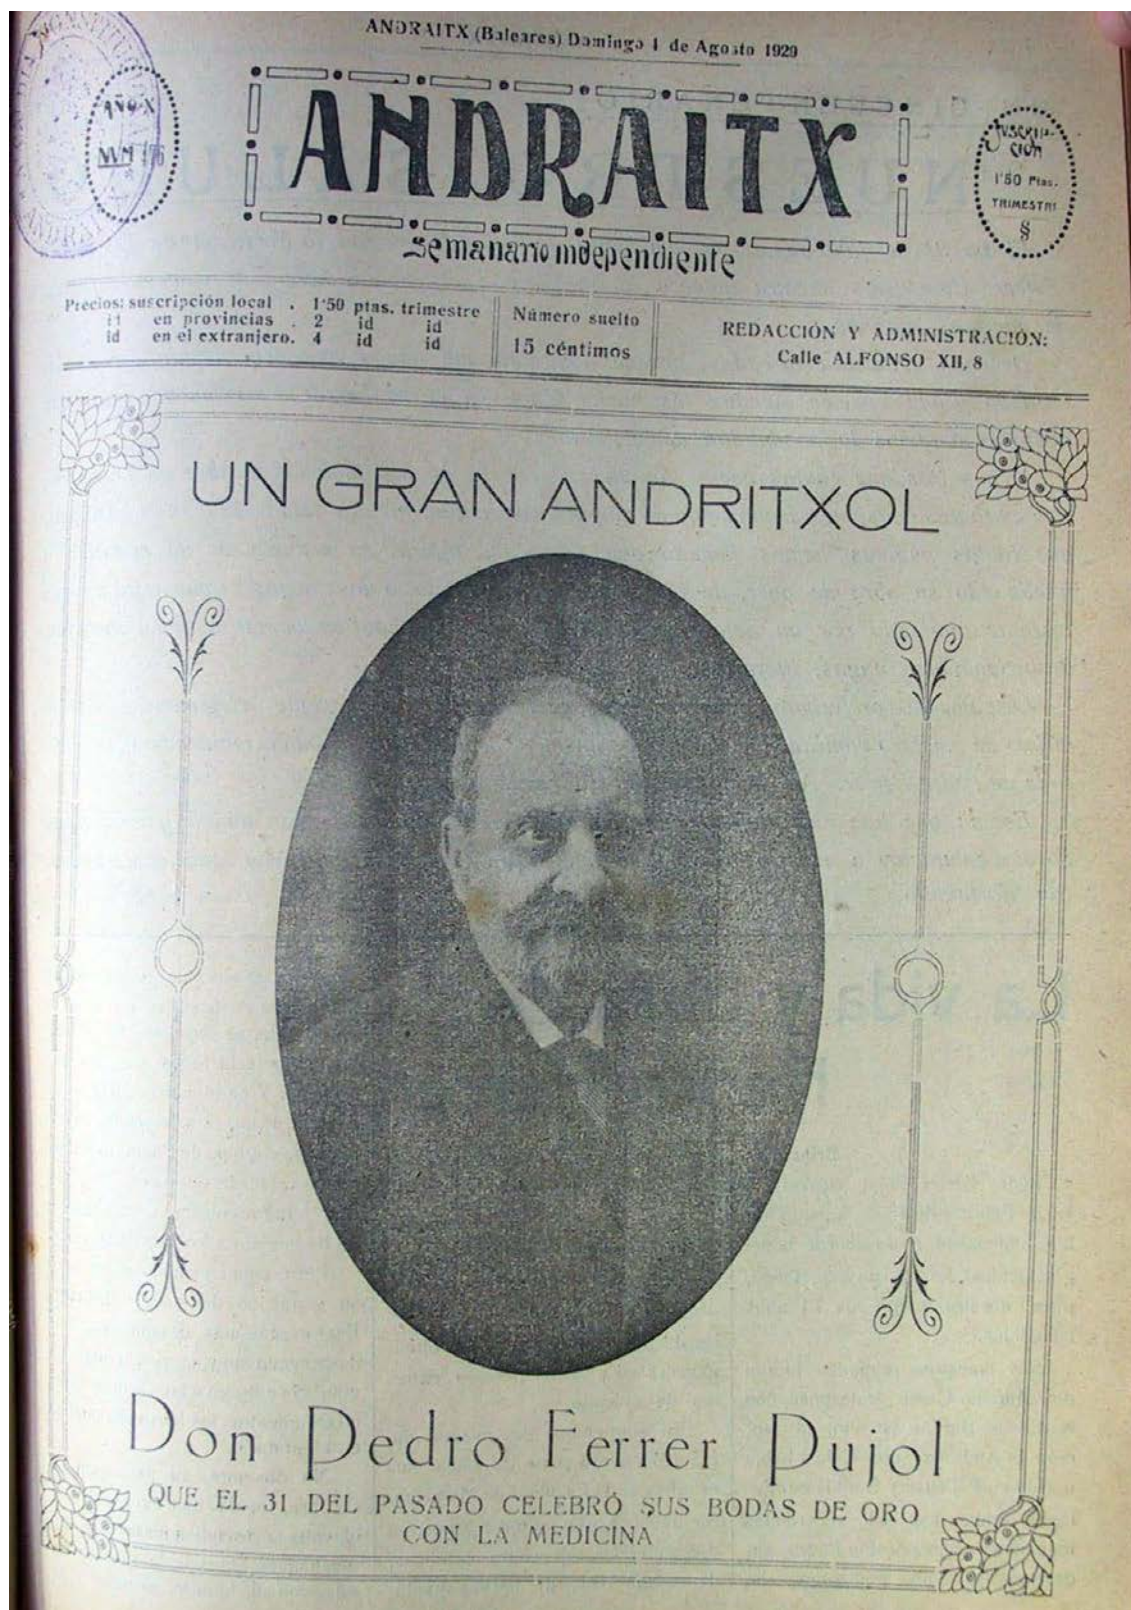 ANDRAITX (Baleares) Domingo 1 de Agosto 1920
AÑO X
ANDRAITX
SUSCRIP-
CIÓN
1'50 Ptas.
TRIMESTRE
§
semanario independiente
Precios: suscripción local . 1'50 ptas. trimestre
id en provincias . 2 id id
id en el extranjero. 4 id id
Número suelto
15 céntimos
REDACCIÓN Y ADMINISTRACIÓN:
Calle ALFONSO XII, 8
UN GRAN ANDRITXOL
Don Pedro Ferrer Pujol
QUE EL 31 DEL PASADO CELEBRÓ SUS BODAS DE ORO
CON LA MEDICINA